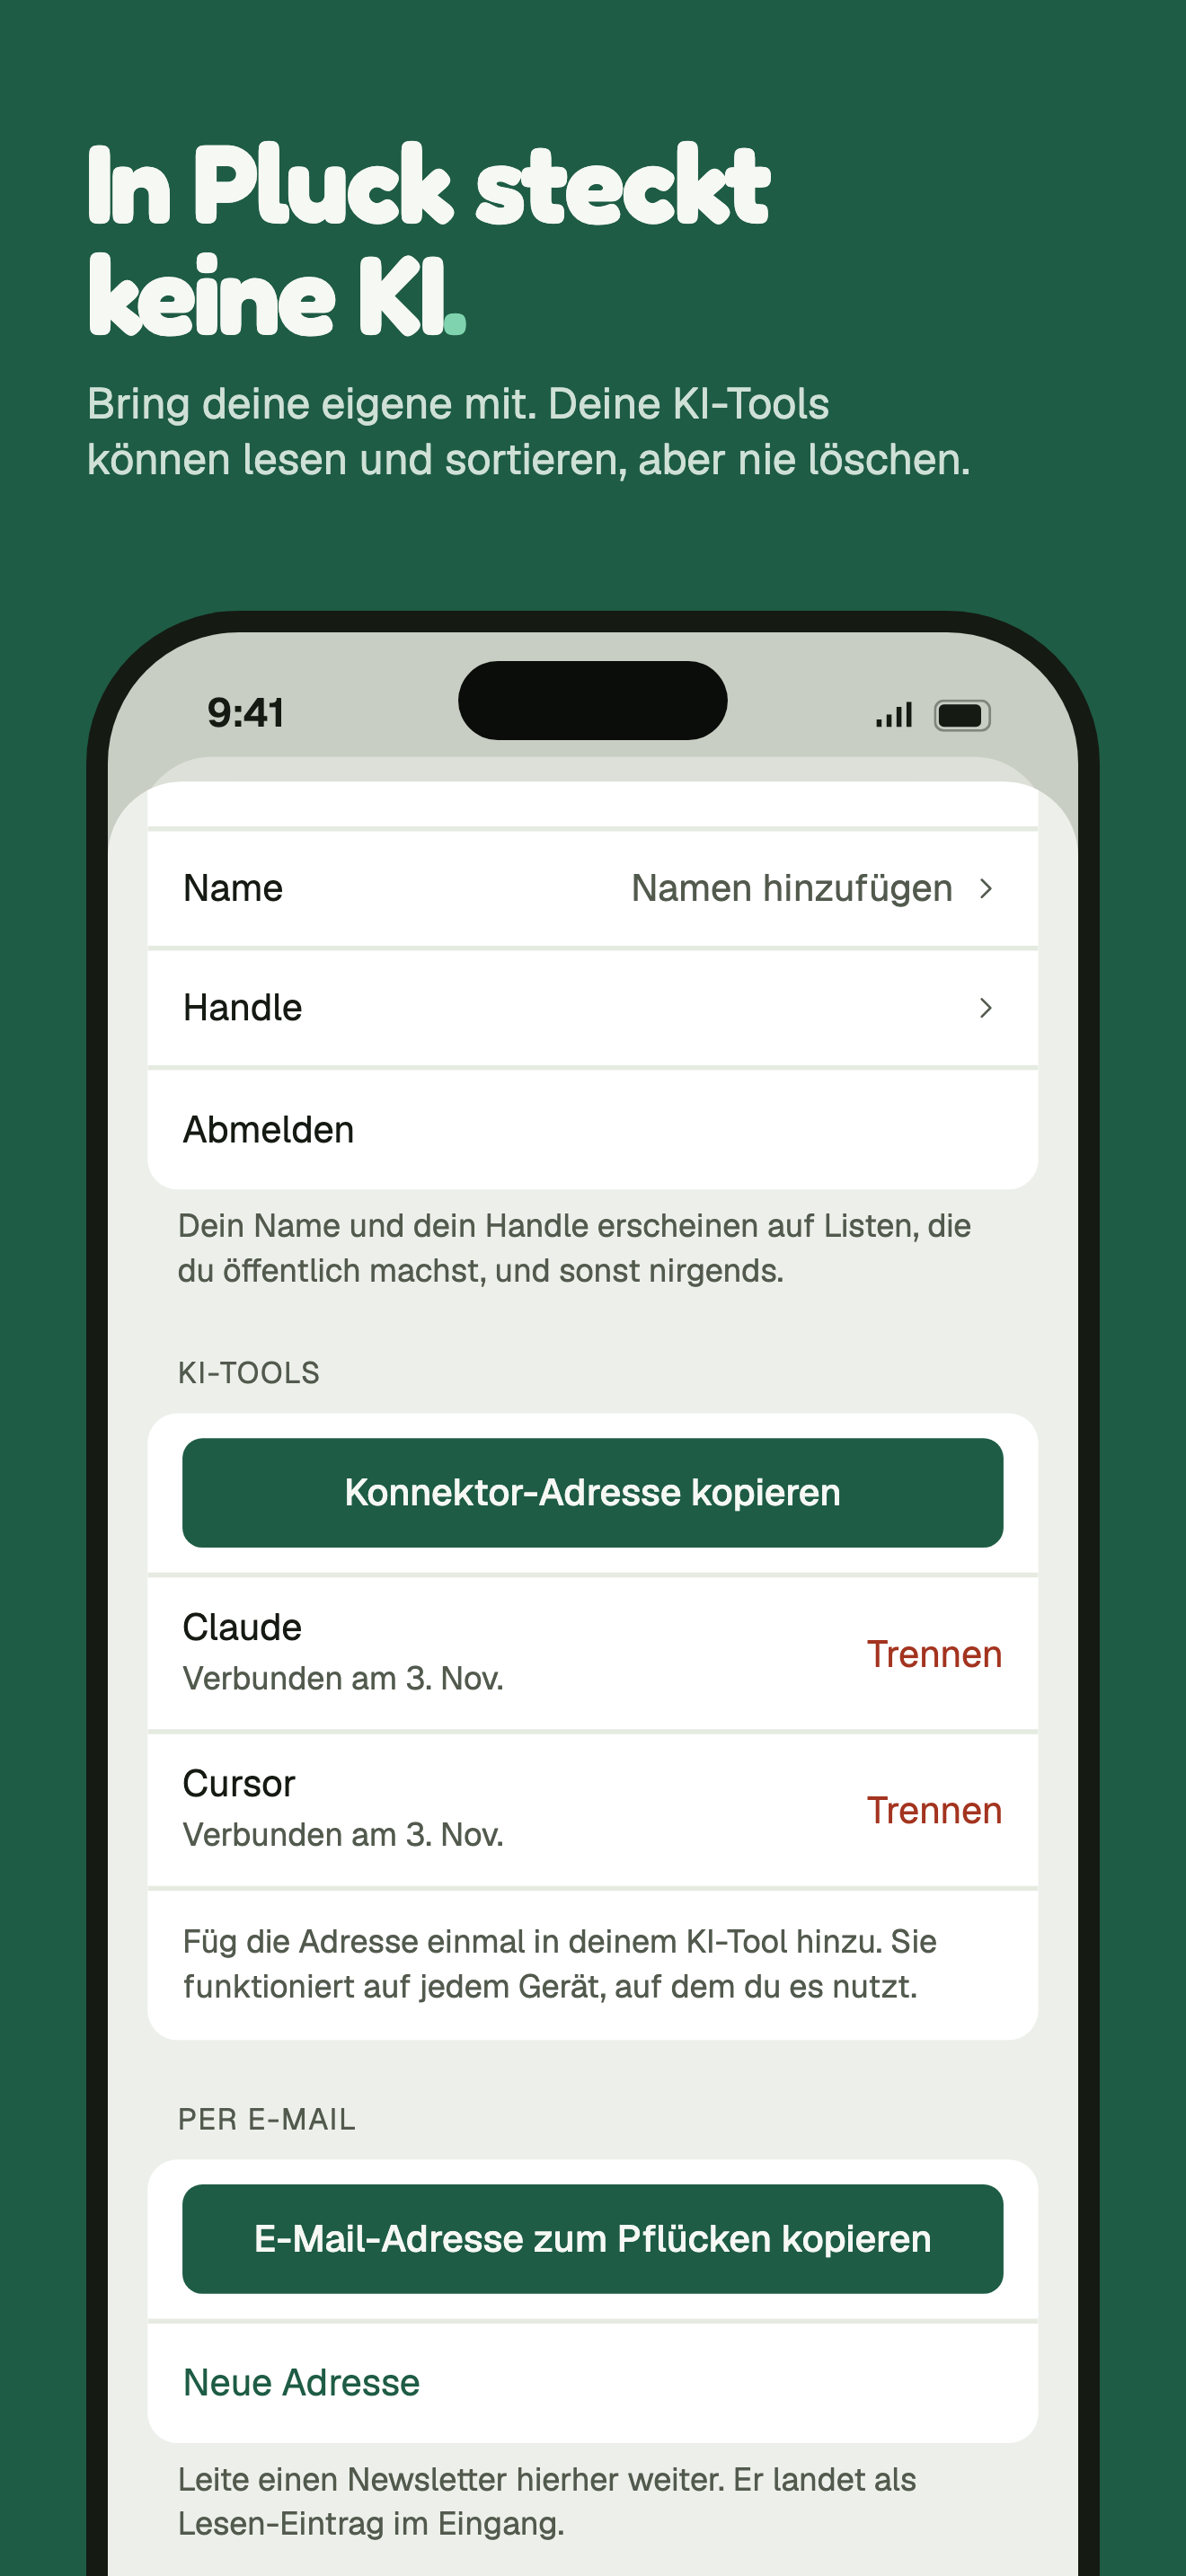 In Pluck steckt
keine KI.
Bring deine eigene mit. Deine KI-Tools
können lesen und sortieren, aber nie löschen.
9:41
Name
Namen hinzufügen
Handle
Abmelden
Dein Name und dein Handle erscheinen auf Listen, die
du öffentlich machst, und sonst nirgends.
KI-TOOLS
Konnektor-Adresse kopieren
Claude
Verbunden am 3. Nov.
Trennen
Cursor
Verbunden am 3. Nov.
Trennen
Füg die Adresse einmal in deinem KI-Tool hinzu. Sie
funktioniert auf jedem Gerät, auf dem du es nutzt.
PER E-MAIL
E-Mail-Adresse zum Pflücken kopieren
Neue Adresse
Leite einen Newsletter hierher weiter. Er landet als
Lesen-Eintrag im Eingang.